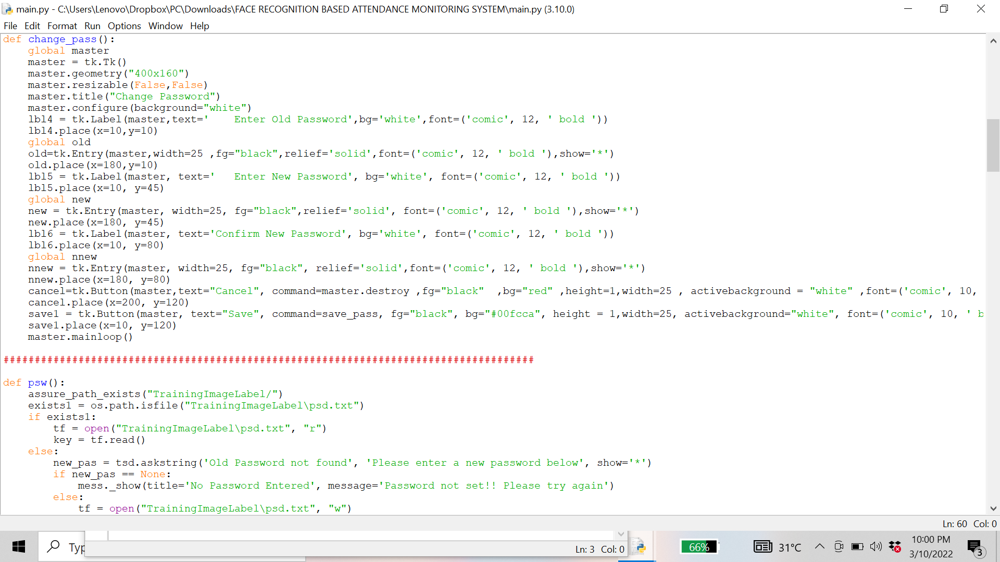 main.py - C:\Users\Lenovo\Dropbox\PC\Downloads\FACE RECOGNITION BASED ATTENDANCE MONITORING SYSTEM\main.py (3.10.0)
File Edit Format Run Options Window Help
def change_pass():
    global master
    master = tk.Tk()
    master.geometry("400x160")
    master.resizable(False,False)
    master.title("Change Password")
    master.configure(background="white")
    lbl4 = tk.Label(master,text='    Enter Old Password',bg='white',font=('comic', 12, ' bold '))
    lbl4.place(x=10,y=10)
    global old
    old=tk.Entry(master,width=25 ,fg="black",relief='solid',font=('comic', 12, ' bold '),show='*')
    old.place(x=180,y=10)
    lbl5 = tk.Label(master, text='   Enter New Password', bg='white', font=('comic', 12, ' bold '))
    lbl5.place(x=10, y=45)
    global new
    new = tk.Entry(master, width=25, fg="black",relief='solid', font=('comic', 12, ' bold '),show='*')
    new.place(x=180, y=45)
    lbl6 = tk.Label(master, text='Confirm New Password', bg='white', font=('comic', 12, ' bold '))
    lbl6.place(x=10, y=80)
    global nnew
    nnew = tk.Entry(master, width=25, fg="black", relief='solid',font=('comic', 12, ' bold '),show='*')
    nnew.place(x=180, y=80)
    cancel=tk.Button(master,text="Cancel", command=master.destroy ,fg="black"  ,bg="red" ,height=1,width=25 , activebackground = "white" ,font=('comic', 10,
    cancel.place(x=200, y=120)
    save1 = tk.Button(master, text="Save", command=save_pass, fg="black", bg="#00fcca", height = 1,width=25, activebackground="white", font=('comic', 10, ' b
    save1.place(x=10, y=120)
    master.mainloop()
#####################################################################################
def psw():
    assure_path_exists("TrainingImageLabel/")
    exists1 = os.path.isfile("TrainingImageLabel\psd.txt")
    if exists1:
        tf = open("TrainingImageLabel\psd.txt", "r")
        key = tf.read()
    else:
        new_pas = tsd.askstring('Old Password not found', 'Please enter a new password below', show='*')
        if new_pas == None:
            mess._show(title='No Password Entered', message='Password not set!! Please try again')
        else:
            tf = open("TrainingImageLabel\psd.txt", "w")
Ln: 60 Col: 0
Typ
Ln: 3 Col: 0
66%
31°C
10:00 PM
3/10/2022
3